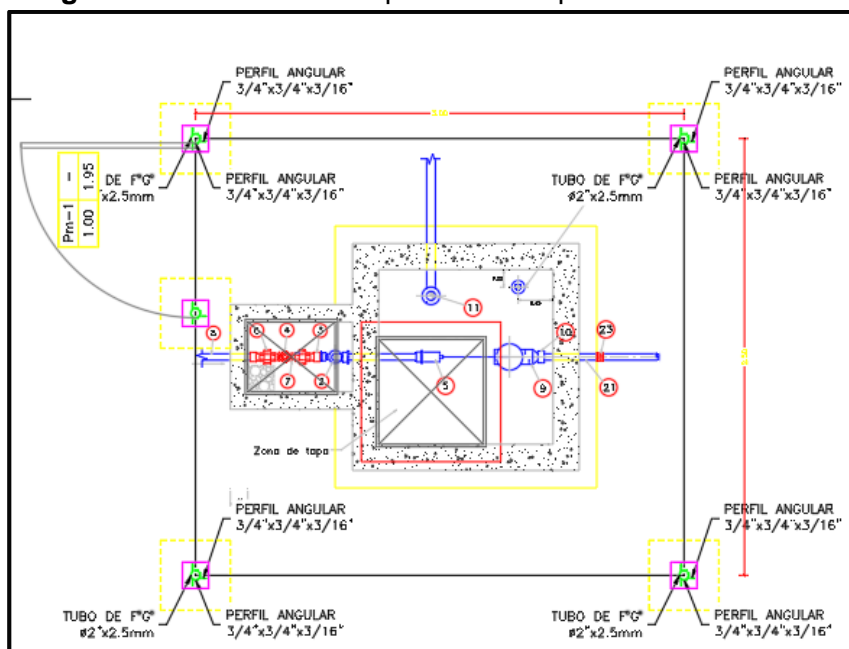 PERFIL ANGULAR
3/4"x3/4"x3/16"
PERFIL ANGULAR
3/4"x3/4"x3/16"
DE FºGº
x2.5mm
PERFIL ANGULAR
3/4"x3/4"x3/16"
TUBO DE FºGº
ø2"x2.5mm
PERFIL ANGULAR
3/4"x3/4"x3/16"
Pm-1 -
1.00 1.95
11
3
6
4
7
2
5
10
9
23
21
Zona de tapa
PERFIL ANGULAR
3/4"x3/4"x3/16"
PERFIL ANGULAR
3/4"x3/4"x3/16"
TUBO DE FºGº
ø2"x2.5mm
PERFIL ANGULAR
3/4"x3/4"x3/16"
TUBO DE FºGº
ø2"x2.5mm
PERFIL ANGULAR
3/4"x3/4"x3/16"